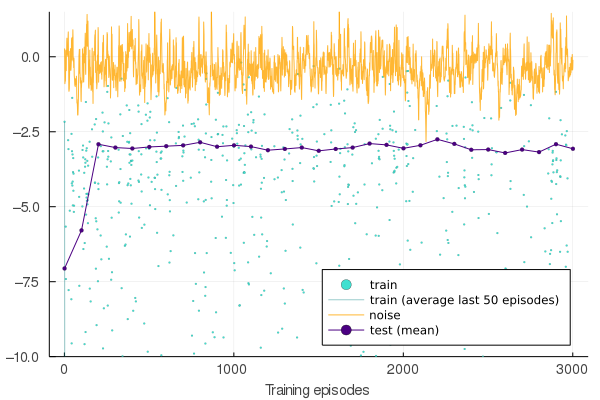 0.0
−2.5
−5.0
−7.5
−10.0
0
1000
2000
3000
Training episodes
train
train (average last 50 episodes)
noise
test (mean)